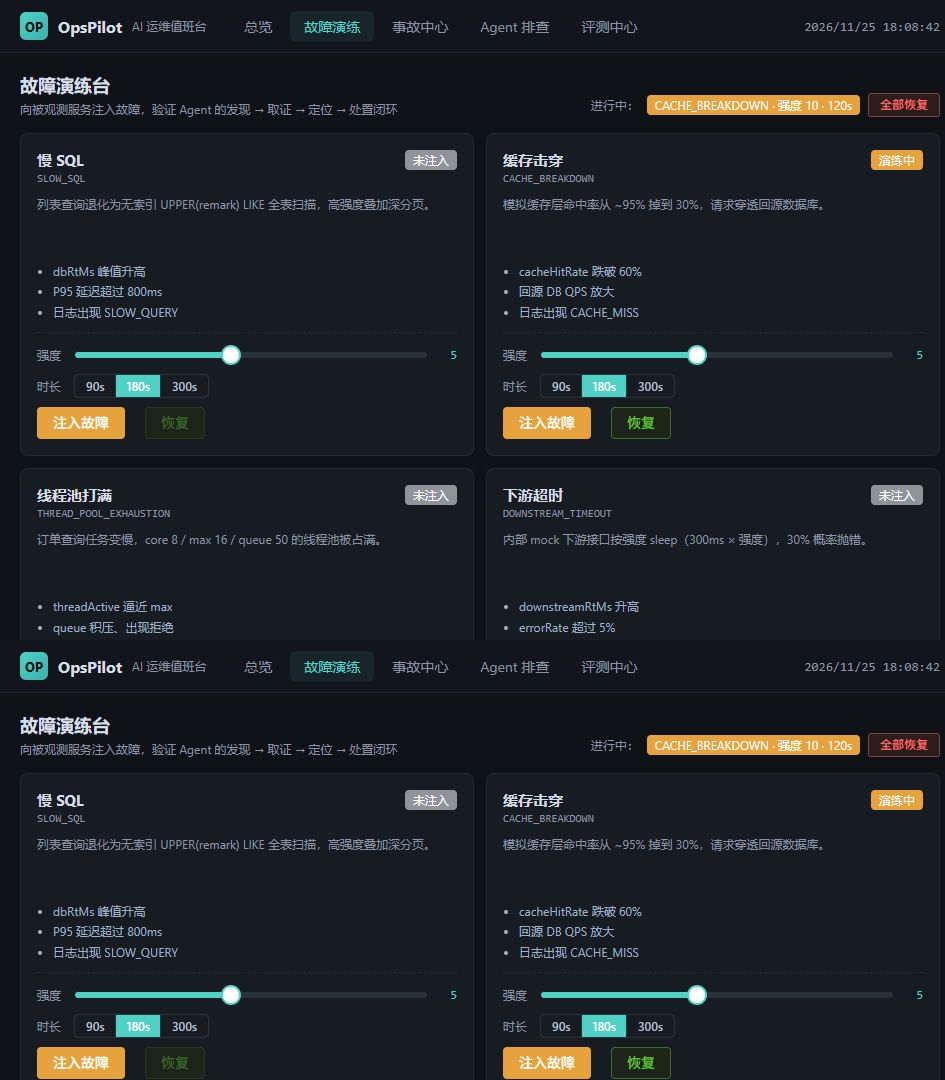 OP OpsPilot AI 运维值班台 总览 故障演练 事故中心 Agent 排查 评测中心 2026/11/25 18:08:42
故障演练台
向被观测服务注入故障，验证 Agent 的发现 → 取证 → 定位 → 处置闭环
进行中： CACHE_BREAKDOWN · 强度 10 · 120s 全部恢复
慢 SQL 未注入
SLOW_SQL
列表查询退化为无索引 UPPER(remark) LIKE 全表扫描，高强度叠加深分页。
• dbRtMs 峰值升高
• P95 延迟超过 800ms
• 日志出现 SLOW_QUERY
强度 5
时长 90s 180s 300s
注入故障 恢复
缓存击穿 演练中
CACHE_BREAKDOWN
模拟缓存层命中率从 ~95% 掉到 30%，请求穿透回源数据库。
• cacheHitRate 跌破 60%
• 回源 DB QPS 放大
• 日志出现 CACHE_MISS
强度 5
时长 90s 180s 300s
注入故障 恢复
线程池打满 未注入
THREAD_POOL_EXHAUSTION
订单查询任务变慢，core 8 / max 16 / queue 50 的线程池被占满。
• threadActive 逼近 max
• queue 积压、出现拒绝
下游超时 未注入
DOWNSTREAM_TIMEOUT
内部 mock 下游接口按强度 sleep（300ms × 强度），30% 概率抛错。
• downstreamRtMs 升高
• errorRate 超过 5%
OP OpsPilot AI 运维值班台 总览 故障演练 事故中心 Agent 排查 评测中心 2026/11/25 18:08:42
故障演练台
向被观测服务注入故障，验证 Agent 的发现 → 取证 → 定位 → 处置闭环
进行中： CACHE_BREAKDOWN · 强度 10 · 120s 全部恢复
慢 SQL 未注入
SLOW_SQL
列表查询退化为无索引 UPPER(remark) LIKE 全表扫描，高强度叠加深分页。
• dbRtMs 峰值升高
• P95 延迟超过 800ms
• 日志出现 SLOW_QUERY
强度 5
时长 90s 180s 300s
注入故障 恢复
缓存击穿 演练中
CACHE_BREAKDOWN
模拟缓存层命中率从 ~95% 掉到 30%，请求穿透回源数据库。
• cacheHitRate 跌破 60%
• 回源 DB QPS 放大
• 日志出现 CACHE_MISS
强度 5
时长 90s 180s 300s
注入故障 恢复